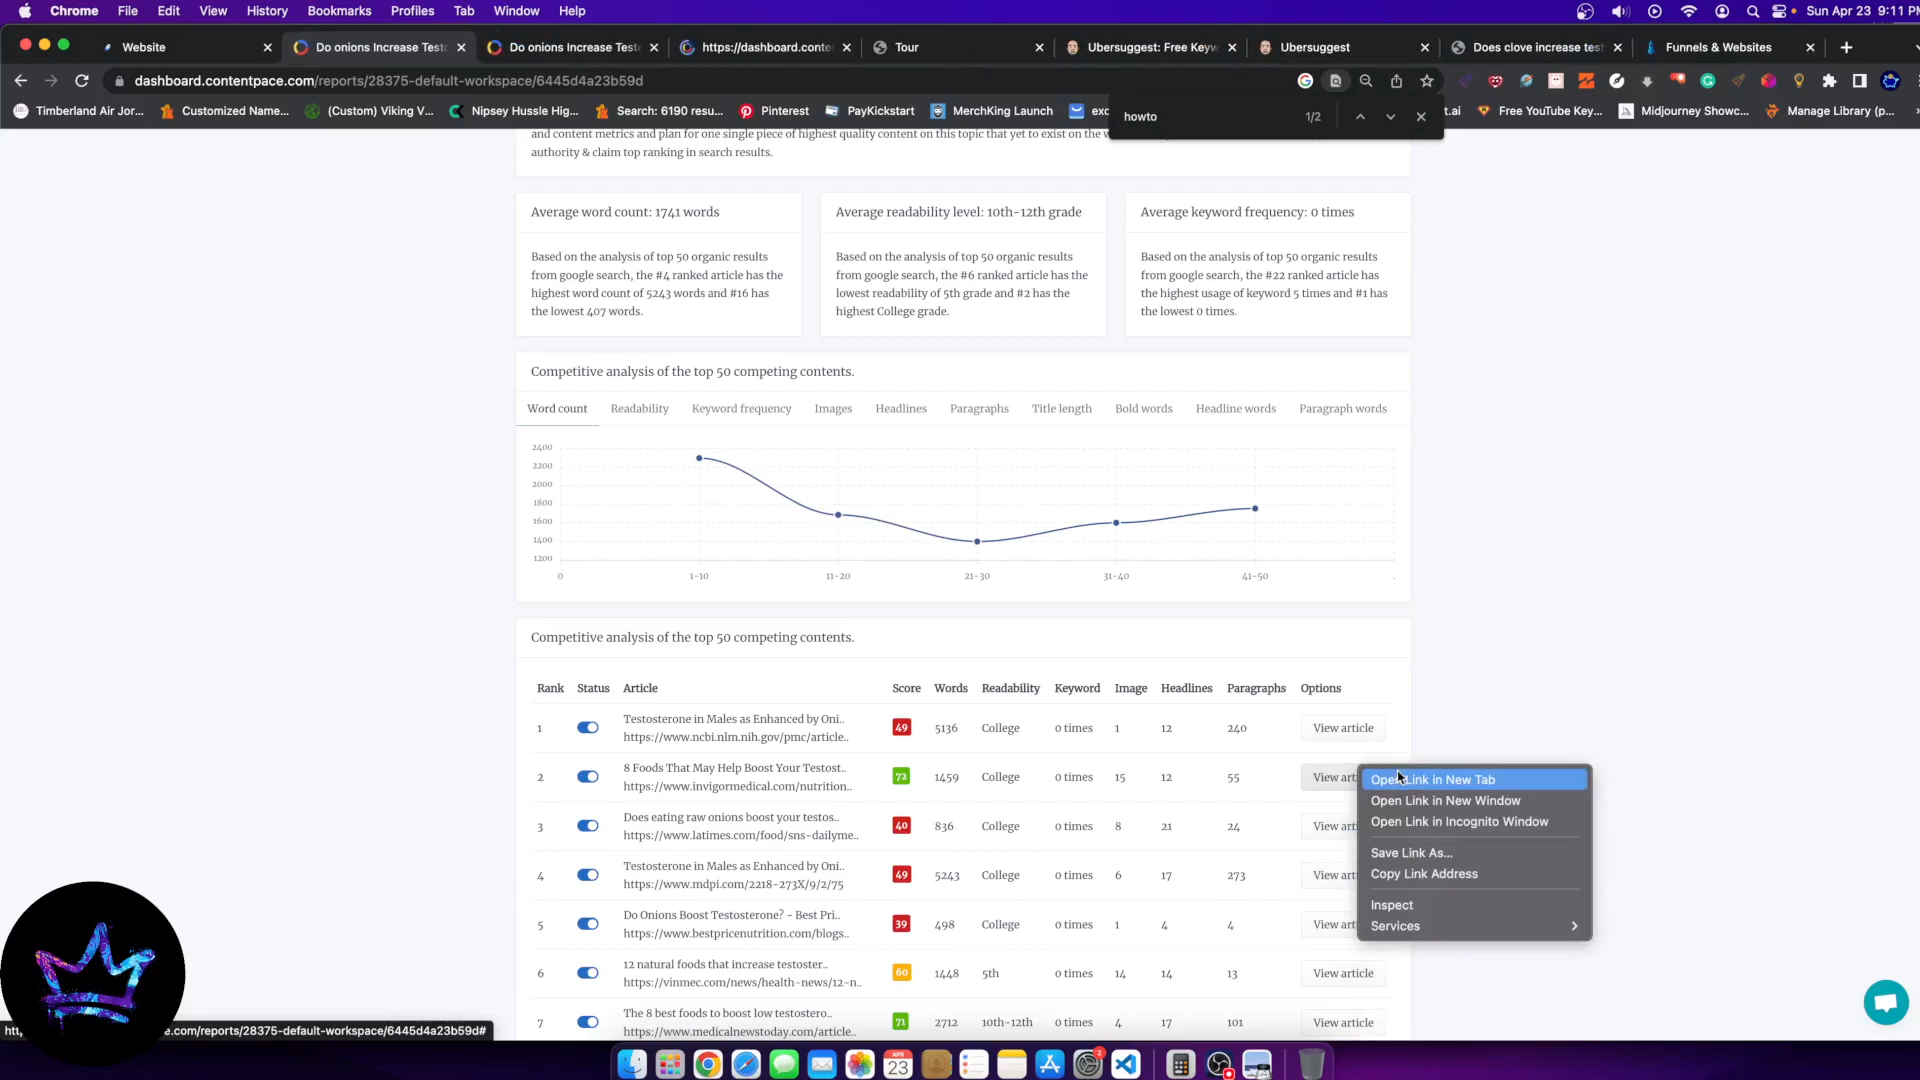 Chrome File Edit View History Bookmarks Profiles Tab Window Help Sun Apr 23 9:11 PM
Website Do onions Increase Testo Do onions Increase Testo https://dashboard.conte Tour Ubersuggest: Free Keyw Ubersuggest Does clove increase test Funnels & Websites
dashboard.contentpace.com/reports/28375-default-workspace/6445d4a23b59d
Timberland Air Jor... Customized Name... (Custom) Viking V... Nipsey Hussle Hig... Search: 6190 resu... Pinterest PayKickstart MerchKing Launch exc t.ai Free YouTube Key... Midjourney Showc... Manage Library (p...
howto 1/2
and content metrics and plan for one single piece of highest quality content on this topic that yet to exist on the w
authority & claim top ranking in search results.
Average word count: 1741 words
Based on the analysis of top 50 organic results
from google search, the #4 ranked article has the
highest word count of 5243 words and #16 has
the lowest 407 words.
Average readability level: 10th-12th grade
Based on the analysis of top 50 organic results
from google search, the #6 ranked article has the
lowest readability of 5th grade and #2 has the
highest College grade.
Average keyword frequency: 0 times
Based on the analysis of top 50 organic results
from google search, the #22 ranked article has
the highest usage of keyword 5 times and #1 has
the lowest 0 times.
Competitive analysis of the top 50 competing contents.
Word count Readability Keyword frequency Images Headlines Paragraphs Title length Bold words Headline words Paragraph words
2400
2200
2000
1800
1600
1400
1200
0 1-10 11-20 21-30 31-40 41-50 .
Competitive analysis of the top 50 competing contents.
Rank Status Article Score Words Readability Keyword Image Headlines Paragraphs Options
Testosterone in Males as Enhanced by Oni..
1 49 5136 College 0 times 1 12 240 View article
https://www.ncbi.nlm.nih.gov/pmc/article..
8 Foods That May Help Boost Your Testost..
2 72 1459 College 0 times 15 12 55 View arti
https://www.invigormedical.com/nutrition..
Does eating raw onions boost your testos..
3 40 836 College 0 times 8 21 24 View arti
https://www.latimes.com/food/sns-dailyme..
Testosterone in Males as Enhanced by Oni..
4 49 5243 College 0 times 6 17 273 View arti
https://www.mdpi.com/2218-273X/9/2/75
Do Onions Boost Testosterone? - Best Pri..
5 39 498 College 0 times 1 4 4 View arti
https://www.bestpricenutrition.com/blogs..
12 natural foods that increase testoster..
6 60 1448 5th 0 times 14 14 13 View article
https://vinmec.com/news/health-news/12-n..
The 8 best foods to boost low testostero..
7 71 2712 10th-12th 0 times 4 17 101 View article
https://www.medicalnewstoday.com/article..
Open Link in New Tab
Open Link in New Window
Open Link in Incognito Window
Save Link As...
Copy Link Address
Inspect
Services
htt ce.com/reports/28375-default-workspace/6445d4a23b59d#
APR
23
2